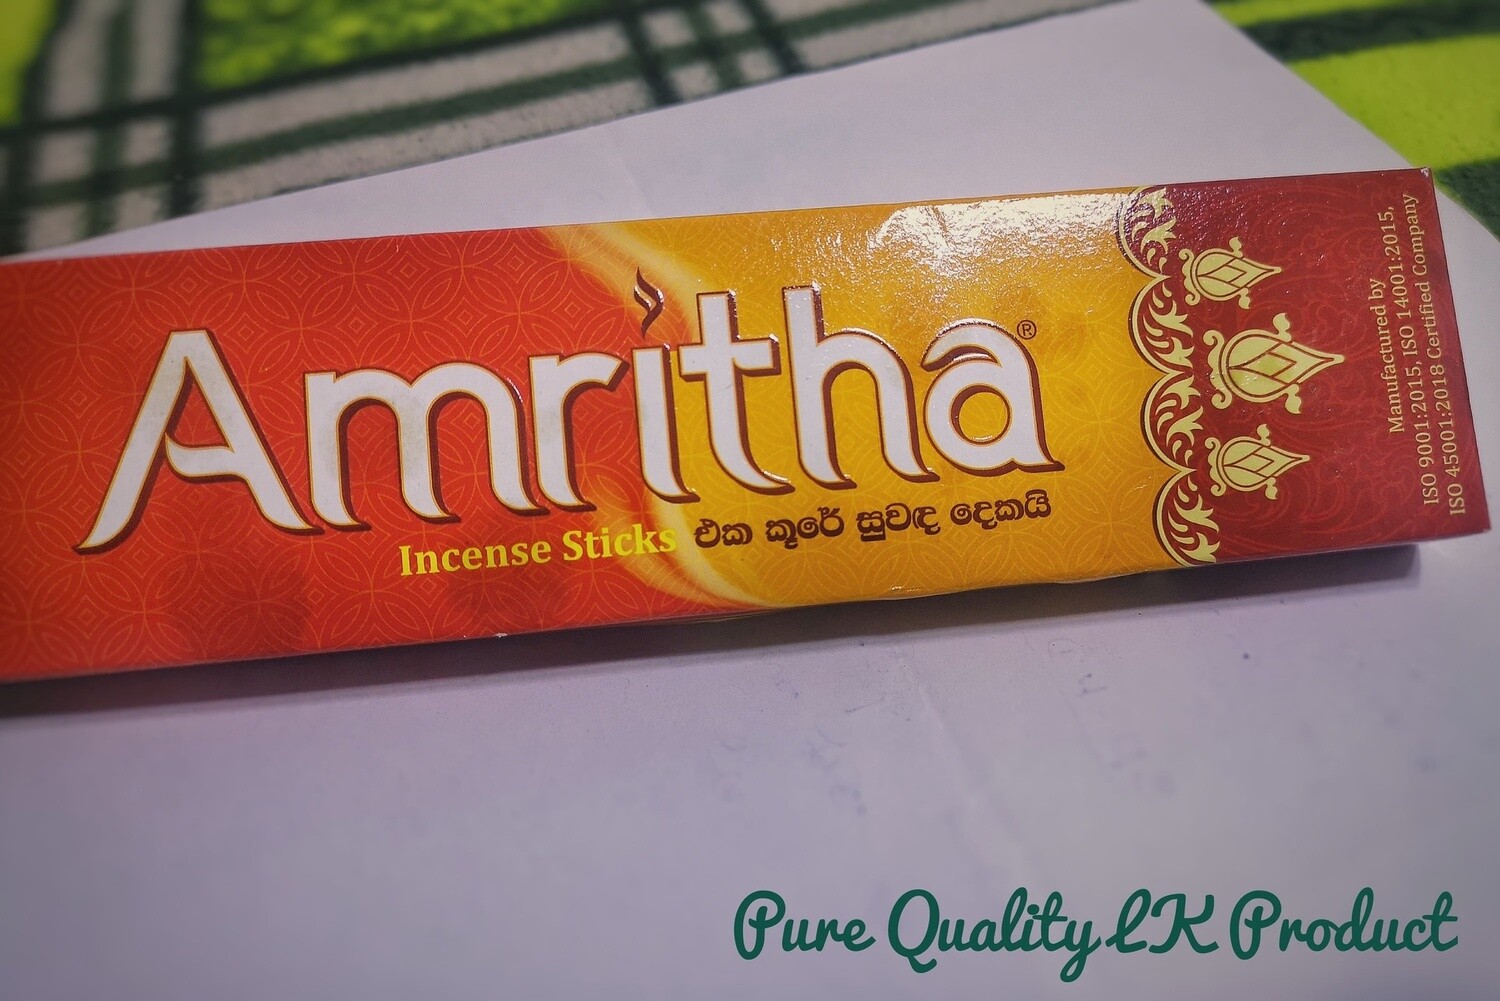 Amritha®
Incense Sticks එක කූරේ සුවඳ දෙකයි
Manufactured by
ISO 9001:2015, ISO 14001:2015,
ISO 45001:2018 Certified Company
Pure Quality LK Product